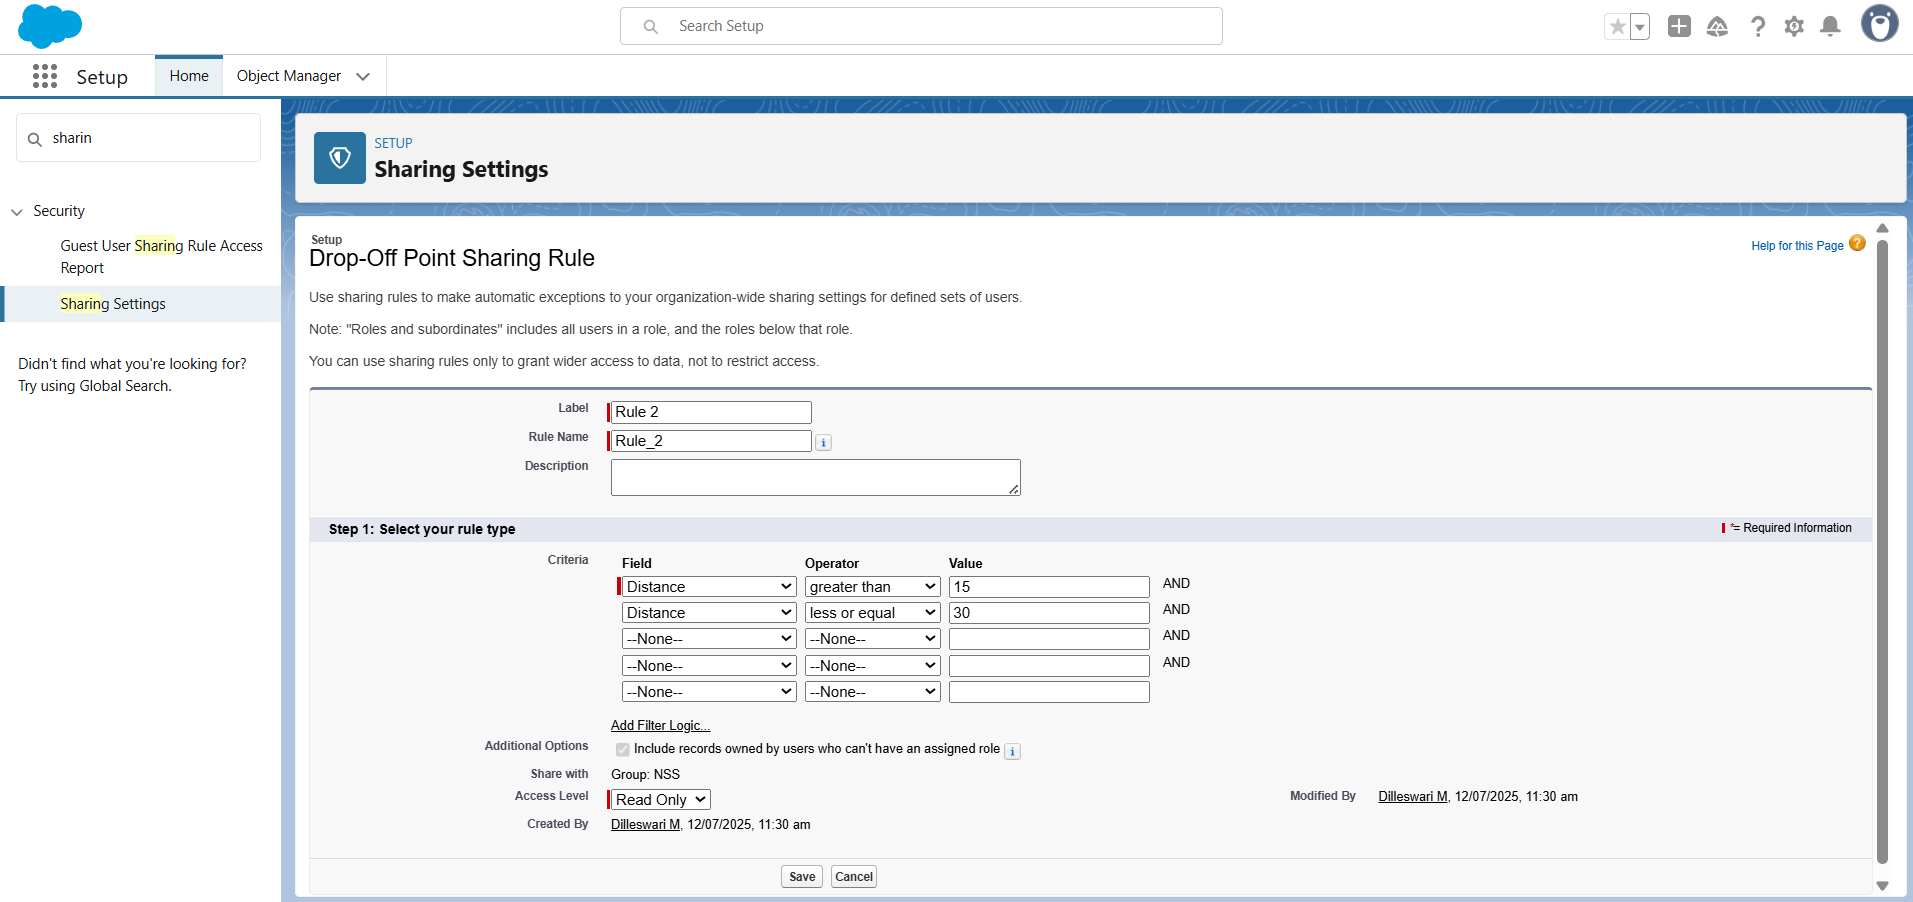 Search Setup
Setup
Home
Object Manager
sharin
Security
Guest User Sharing Rule Access
Report
Sharing Settings
Didn't find what you're looking for?
Try using Global Search.
SETUP
Sharing Settings
Setup
Drop-Off Point Sharing Rule
Help for this Page ?
Use sharing rules to make automatic exceptions to your organization-wide sharing settings for defined sets of users.
Note: "Roles and subordinates" includes all users in a role, and the roles below that role.
You can use sharing rules only to grant wider access to data, not to restrict access.
Label Rule 2
Rule Name Rule_2 i
Description
Step 1: Select your rule type *= Required Information
Criteria Field Operator Value
Distance greater than 15 AND
Distance less or equal 30 AND
--None-- --None-- AND
--None-- --None-- AND
--None-- --None--
Add Filter Logic...
Additional Options Include records owned by users who can't have an assigned role i
Share with Group: NSS
Access Level Read Only Modified By Dilleswari M, 12/07/2025, 11:30 am
Created By Dilleswari M, 12/07/2025, 11:30 am
Save Cancel